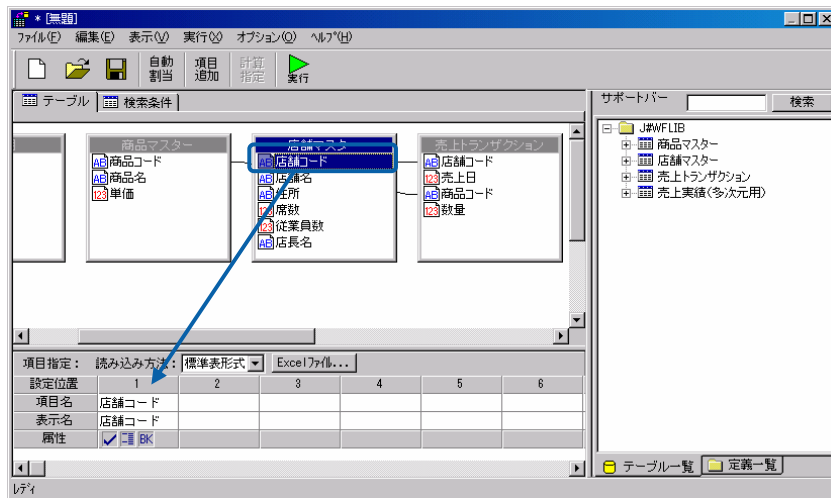 * [無題]
ファイル(F) 編集(E) 表示(V) 実行(X) オプション(O) ヘルプ(H)
自動割当 項目追加 計算指定 実行
テーブル 検索条件
サポートバー 検索
商品マスター
商品コード
商品名
単価
店舗マスタ
店舗コード
店舗名
住所
席数
従業員数
店長名
売上トランザクション
店舗コード
売上日
商品コード
数量
J#WFLIB
商品マスター
店舗マスター
売上トランザクション
売上実績(多次元用)
項目指定: 読み込み方法: 標準表形式 Excelファイル...
設定位置 1 2 3 4 5 6
項目名 店舗コード
表示名 店舗コード
属性 BK
テーブル一覧 定義一覧
レディ